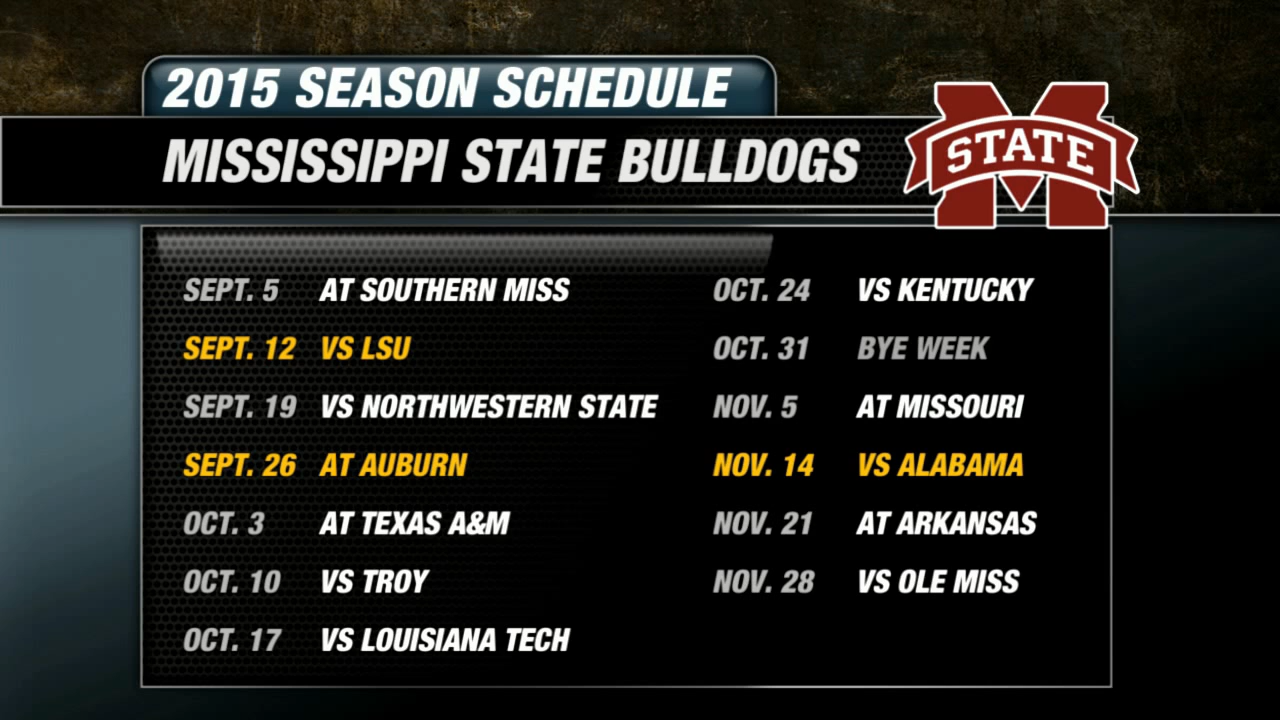 2015 SEASON SCHEDULE
MISSISSIPPI STATE BULLDOGS
STATE
SEPT. 5 AT SOUTHERN MISS
SEPT. 12 VS LSU
SEPT. 19 VS NORTHWESTERN STATE
SEPT. 26 AT AUBURN
OCT. 3 AT TEXAS A&M
OCT. 10 VS TROY
OCT. 17 VS LOUISIANA TECH
OCT. 24 VS KENTUCKY
OCT. 31 BYE WEEK
NOV. 5 AT MISSOURI
NOV. 14 VS ALABAMA
NOV. 21 AT ARKANSAS
NOV. 28 VS OLE MISS